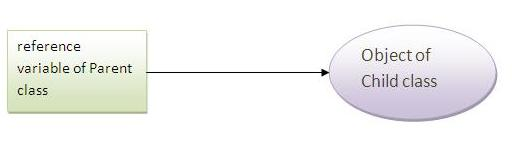 reference
variable of Parent
class
Object of
Child class